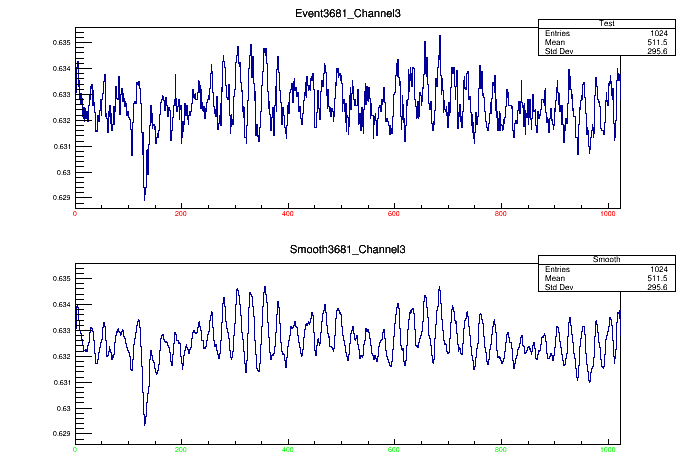 Event3681_Channel3
Test
Entries 1024
Mean 511.5
Std Dev 295.6
0.635
0.634
0.633
0.632
0.631
0.63
0.629
0 200 400 600 800 1000
Smooth3681_Channel3
Smooth
Entries 1024
Mean 511.5
Std Dev 295.6
0.635
0.634
0.633
0.632
0.631
0.63
0.629
0 200 400 600 800 1000